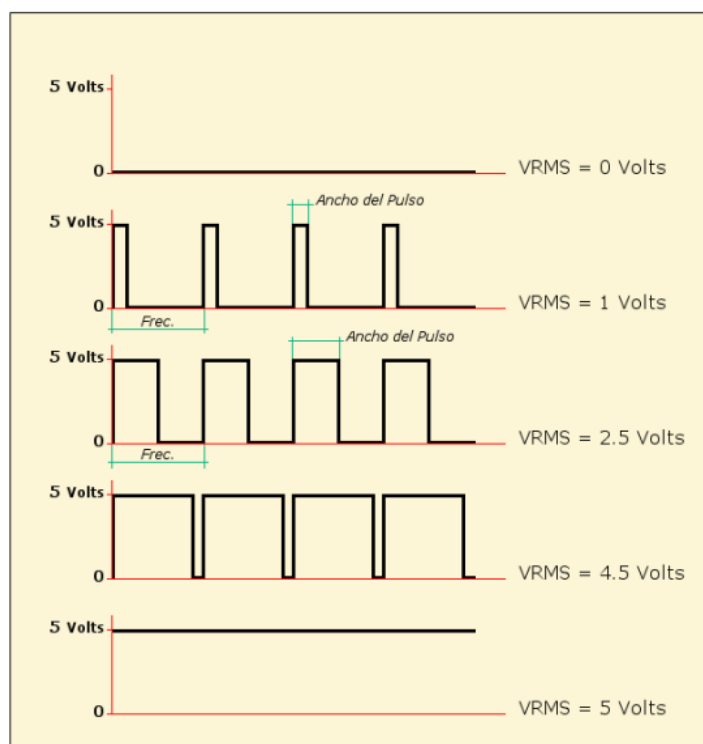 5 Volts
0
VRMS = 0 Volts
Ancho del Pulso
5 Volts
0
VRMS = 1 Volts
Frec.
Ancho del Pulso
5 Volts
0
VRMS = 2.5 Volts
Frec.
5 Volts
0
VRMS = 4.5 Volts
5 Volts
0
VRMS = 5 Volts